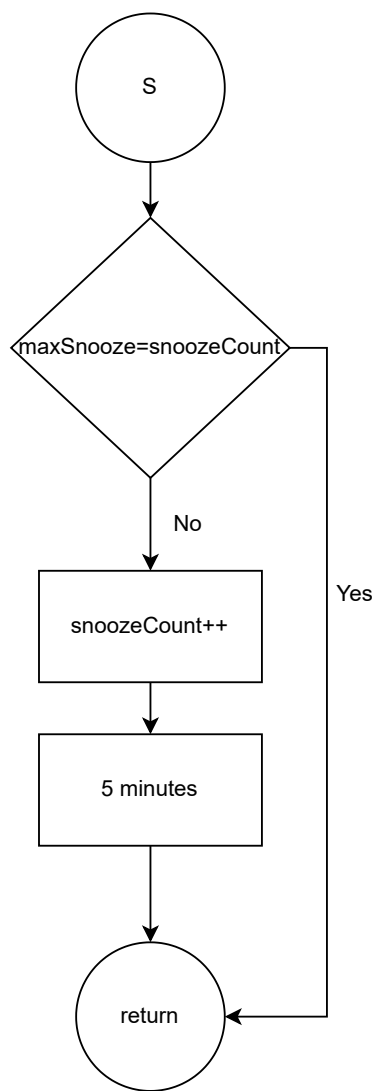 S
maxSnooze=snoozeCount
No
Yes
snoozeCount++
5 minutes
return